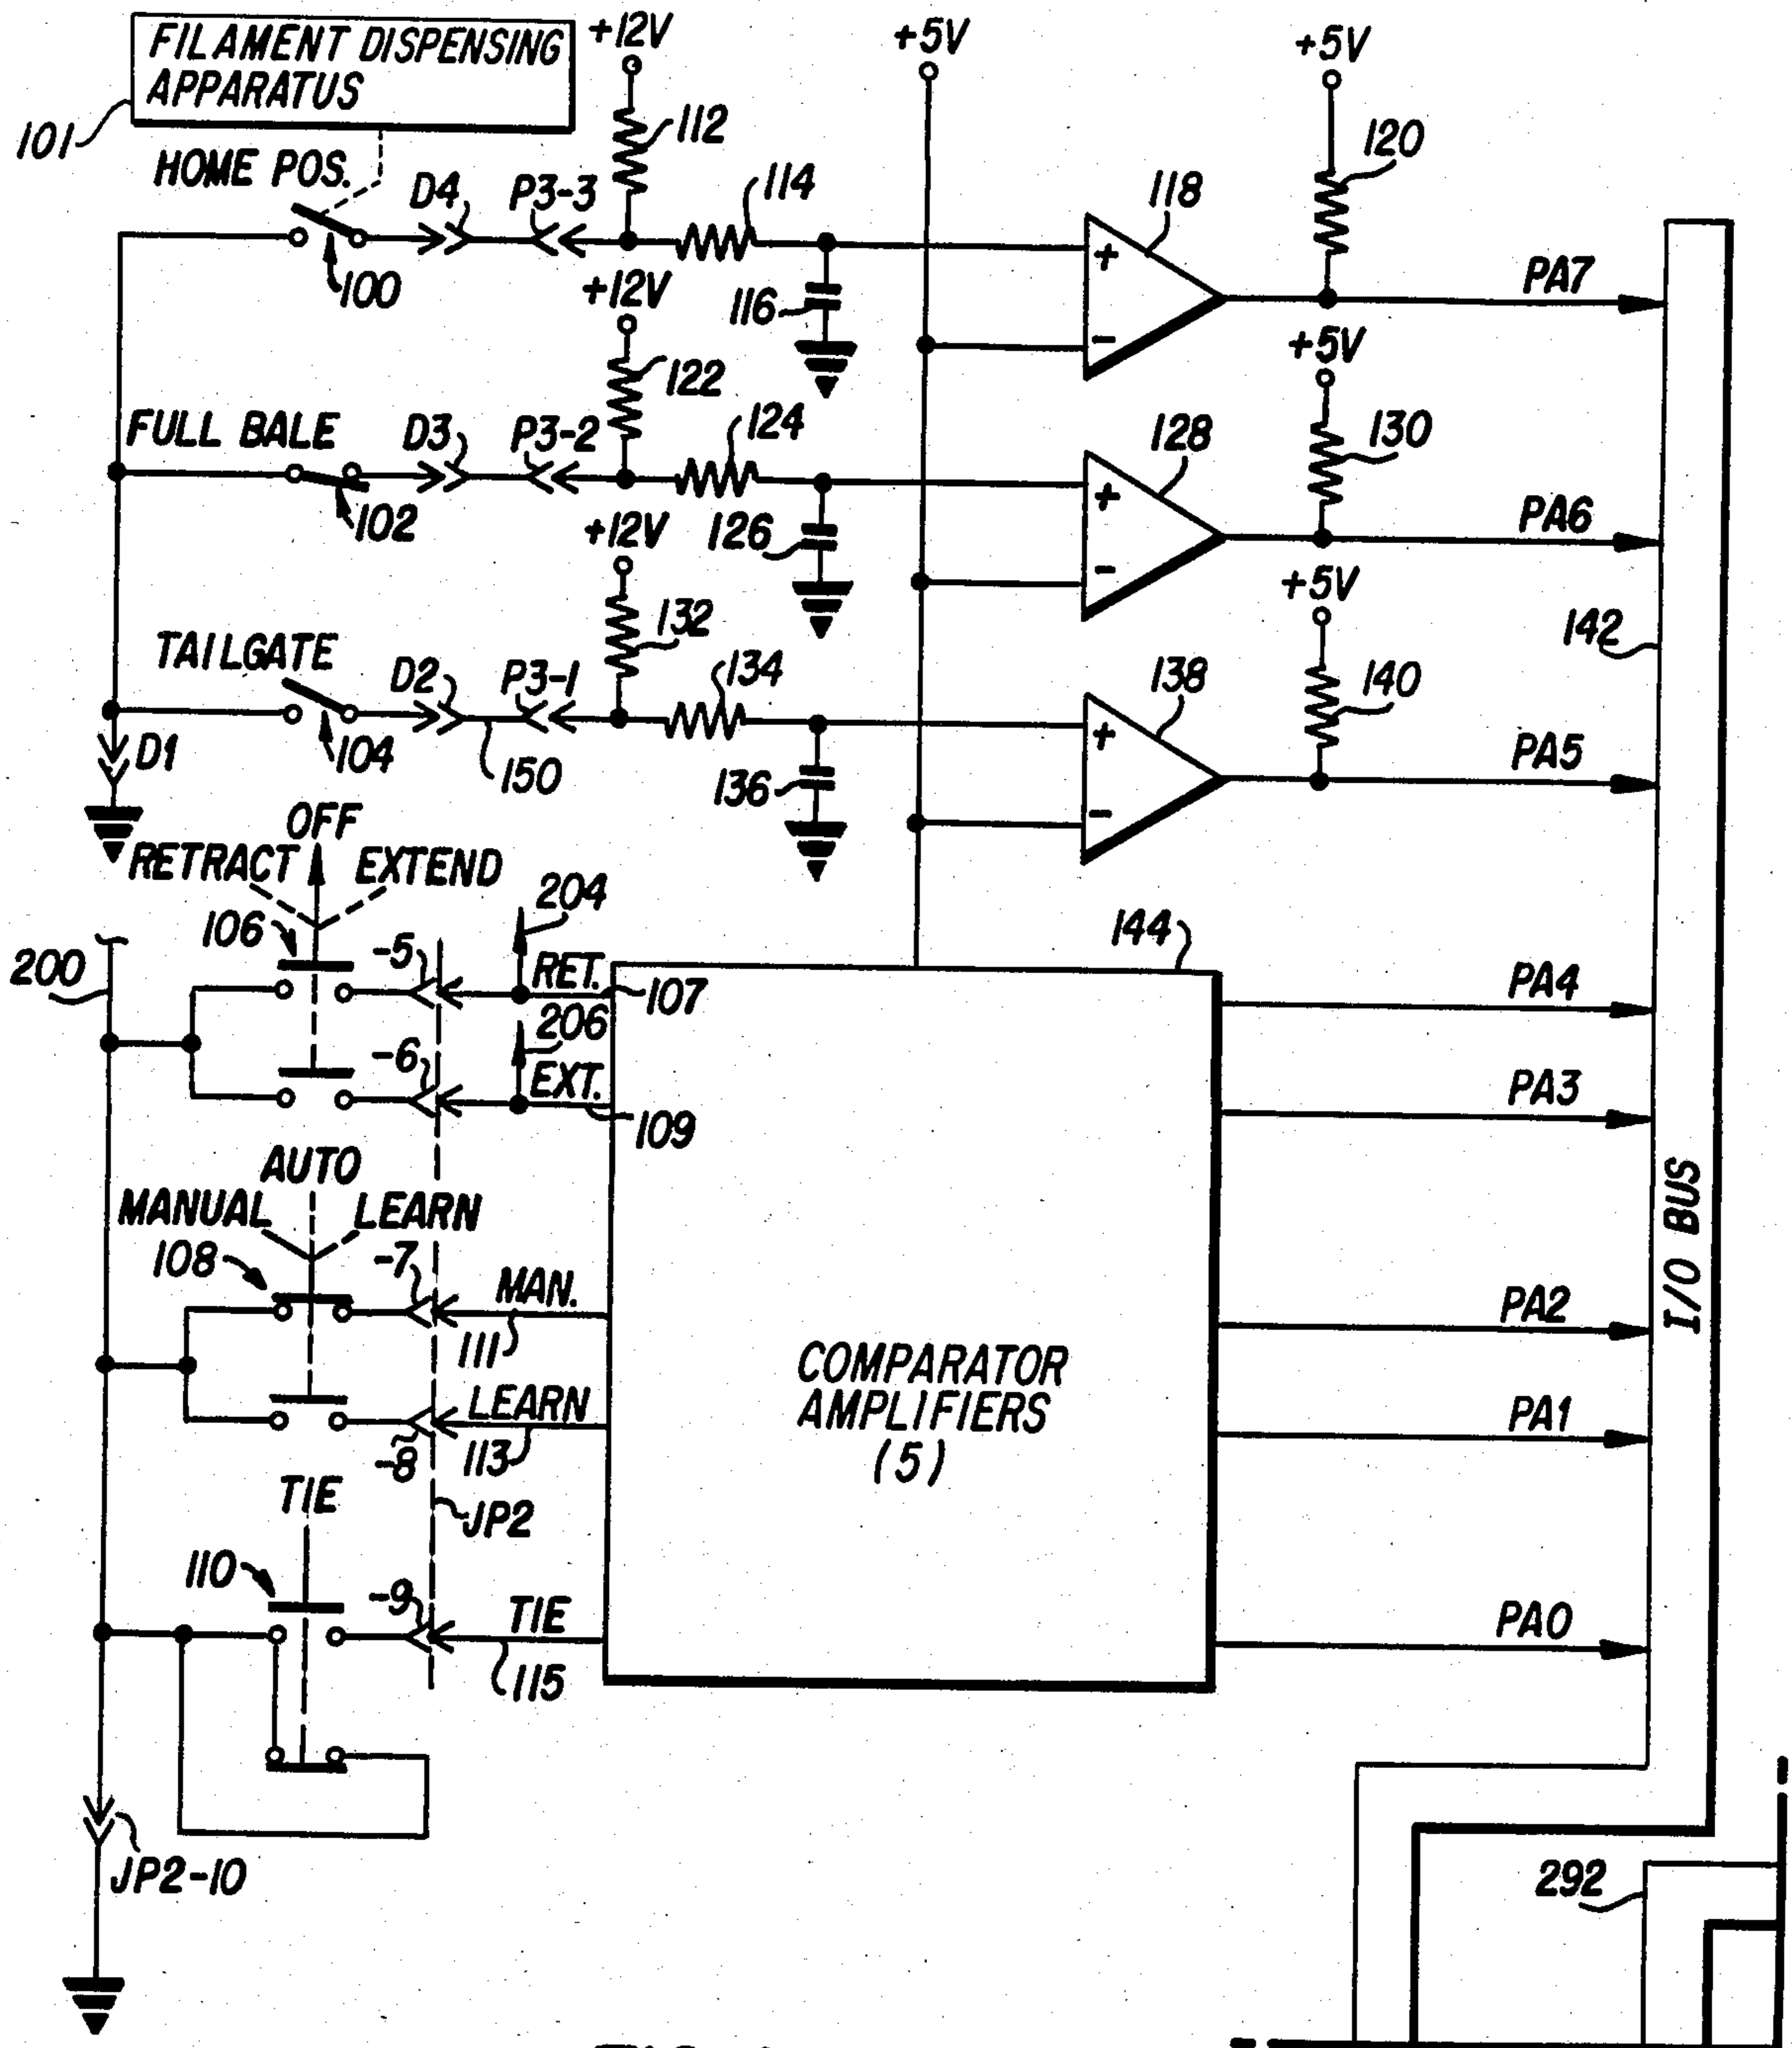 FILAMENT DISPENSING
APPARATUS
101
HOME POS.
+12V
+5V
+5V
112
120
D4
P3-3
114
118
100
116
PA7
+12V
+5V
122
FULL BALE
D3
P3-2
124
128
130
102
126
PA6
+12V
+5V
132
142
TAILGATE
D2
P3-1
134
138
140
D1
104
150
136
PA5
OFF
RETRACT
EXTEND
204
106
-5
144
200
RET.
107
PA4
206
-6
EXT.
109
PA3
AUTO
MANUAL
LEARN
108
-7
MAN.
111
PA2
I/O BUS
COMPARATOR
AMPLIFIERS
(5)
LEARN
-8
113
PA1
TIE
JP2
110
-9
TIE
115
PA0
+
-
+
-
+
-
JP2-10
292